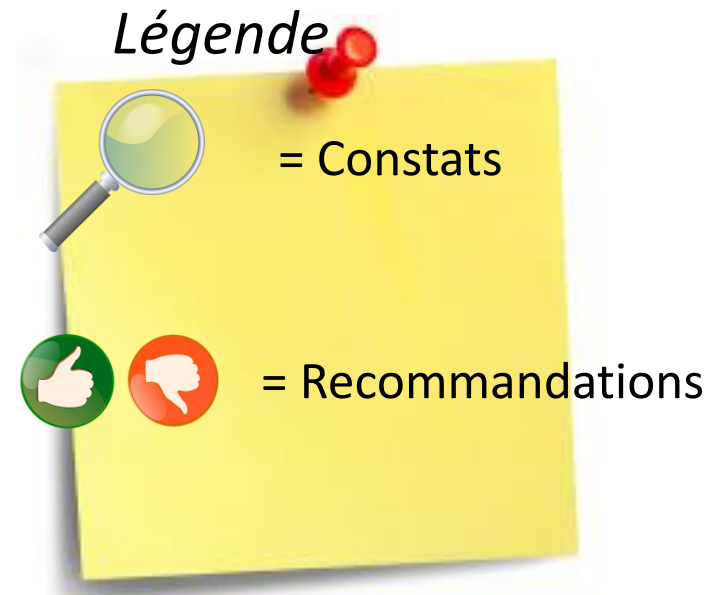 Légende
= Constats
= Recommandations